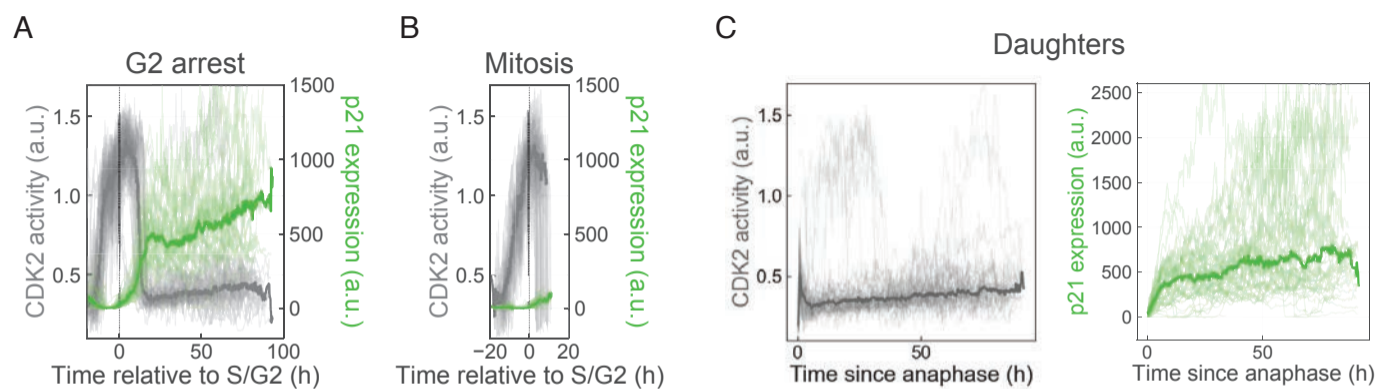 A
B
C
G2 arrest
Mitosis
Daughters
CDK2 activity (a.u.)
1.5
1.0
0.5
1500
1000
500
0
p21 expression (a.u.)
0 50 100
Time relative to S/G2 (h)
CDK2 activity (a.u.)
1.5
1.0
0.5
1500
1000
500
0
p21 expression (a.u.)
−20 0 20
Time relative to S/G2 (h)
CDK2 activity (a.u.)
1.5
1.0
0.5
0 50
Time since anaphase (h)
p21 expression (a.u.)
2500
2000
1500
1000
500
0
0 50
Time since anaphase (h)